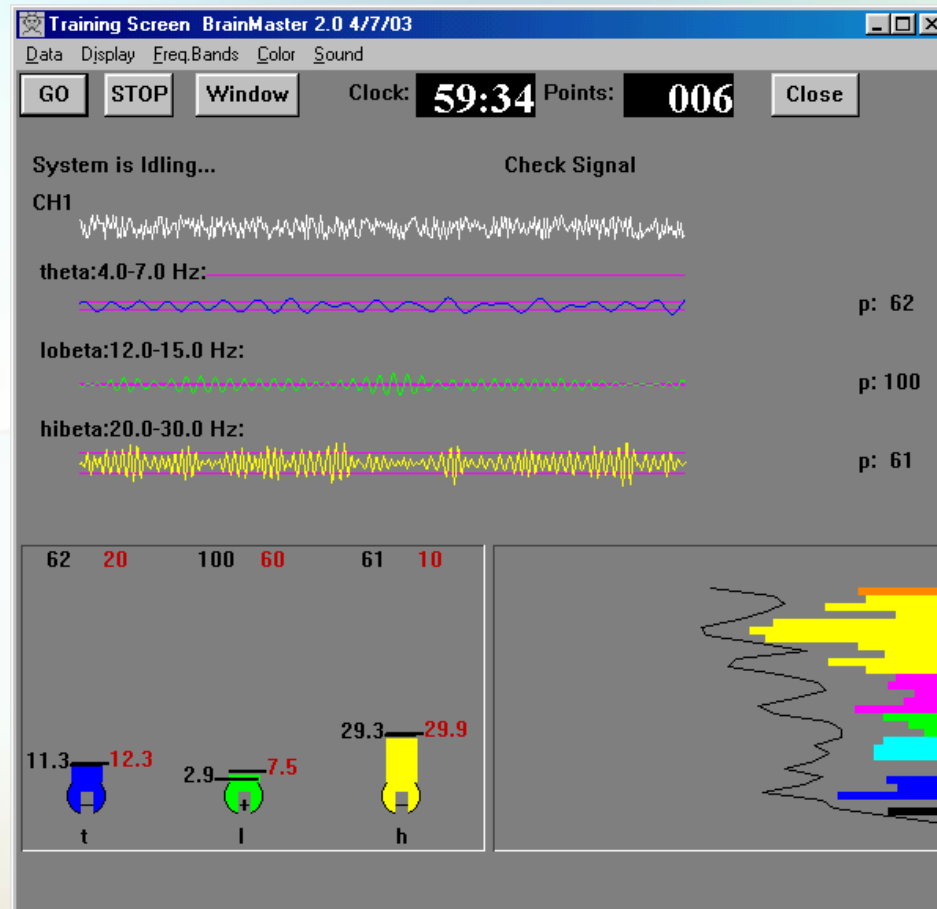 Training Screen BrainMaster 2.0 4/7/03
Data Display Freq.Bands Color Sound
GO STOP Window Clock: 59:34 Points: 006 Close
System is Idling... Check Signal
CH1
theta:4.0-7.0 Hz:
p: 62
lobeta:12.0-15.0 Hz:
p: 100
hibeta:20.0-30.0 Hz:
p: 61
62 20 100 60 61 10
29.3 29.9
11.3 12.3 2.9 7.5
t l h